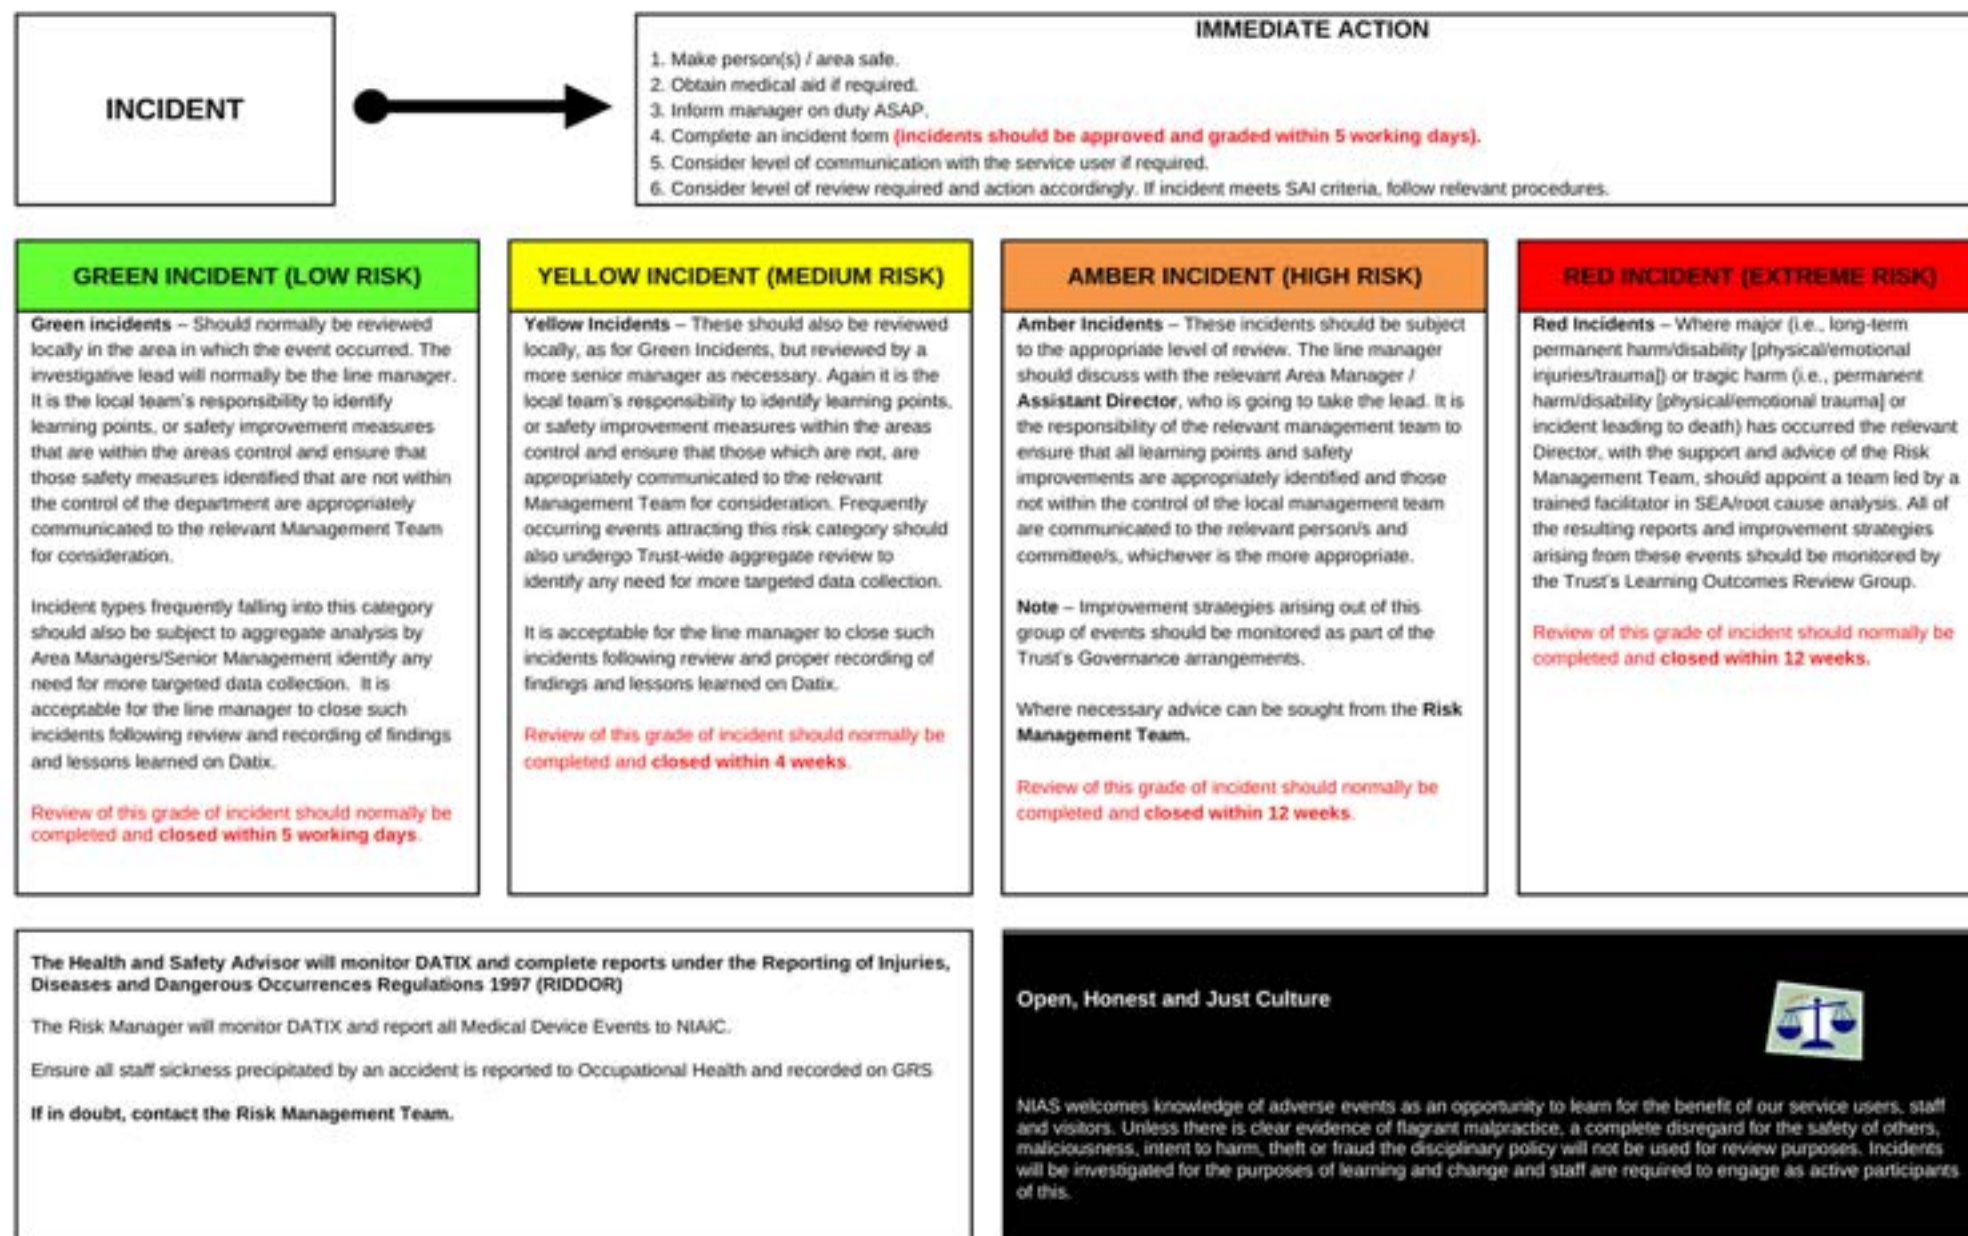 INCIDENT
IMMEDIATE ACTION
1. Make person(s) / area safe.
2. Obtain medical aid if required.
3. Inform manager on duty ASAP.
4. Complete an incident form (incidents should be approved and graded within 5 working days).
5. Consider level of communication with the service user if required.
6. Consider level of review required and action accordingly. If incident meets SAI criteria, follow relevant procedures.
GREEN INCIDENT (LOW RISK)
Green incidents – Should normally be reviewed
locally in the area in which the event occurred. The
investigative lead will normally be the line manager.
It is the local team's responsibility to identify
learning points, or safety improvement measures
that are within the areas control and ensure that
those safety measures identified that are not within
the control of the department are appropriately
communicated to the relevant Management Team
for consideration.
Incident types frequently falling into this category
should also be subject to aggregate analysis by
Area Managers/Senior Management identify any
need for more targeted data collection. It is
acceptable for the line manager to close such
incidents following review and recording of findings
and lessons learned on Datix.
Review of this grade of incident should normally be
completed and closed within 5 working days.
YELLOW INCIDENT (MEDIUM RISK)
Yellow Incidents – These should also be reviewed
locally, as for Green Incidents, but reviewed by a
more senior manager as necessary. Again it is the
local team's responsibility to identify learning points,
or safety improvement measures within the areas
control and ensure that those which are not, are
appropriately communicated to the relevant
Management Team for consideration. Frequently
occurring events attracting this risk category should
also undergo Trust-wide aggregate review to
identify any need for more targeted data collection.
It is acceptable for the line manager to close such
incidents following review and proper recording of
findings and lessons learned on Datix.
Review of this grade of incident should normally be
completed and closed within 4 weeks.
AMBER INCIDENT (HIGH RISK)
Amber Incidents – These incidents should be subject
to the appropriate level of review. The line manager
should discuss with the relevant Area Manager /
Assistant Director, who is going to take the lead. It is
the responsibility of the relevant management team to
ensure that all learning points and safety
improvements are appropriately identified and those
not within the control of the local management team
are communicated to the relevant person/s and
committee/s, whichever is the more appropriate.
Note – Improvement strategies arising out of this
group of events should be monitored as part of the
Trust's Governance arrangements.
Where necessary advice can be sought from the Risk
Management Team.
Review of this grade of incident should normally be
completed and closed within 12 weeks.
RED INCIDENT (EXTREME RISK)
Red Incidents – Where major (i.e., long-term
permanent harm/disability [physical/emotional
injuries/trauma]) or tragic harm (i.e., permanent
harm/disability [physical/emotional trauma] or
incident leading to death) has occurred the relevant
Director, with the support and advice of the Risk
Management Team, should appoint a team led by a
trained facilitator in SEA/root cause analysis. All of
the resulting reports and improvement strategies
arising from these events should be monitored by
the Trust's Learning Outcomes Review Group.
Review of this grade of incident should normally be
completed and closed within 12 weeks.
The Health and Safety Advisor will monitor DATIX and complete reports under the Reporting of Injuries,
Diseases and Dangerous Occurrences Regulations 1997 (RIDDOR)
The Risk Manager will monitor DATIX and report all Medical Device Events to NIAIC.
Ensure all staff sickness precipitated by an accident is reported to Occupational Health and recorded on GRS
If in doubt, contact the Risk Management Team.
Open, Honest and Just Culture
NIAS welcomes knowledge of adverse events as an opportunity to learn for the benefit of our service users, staff
and visitors. Unless there is clear evidence of flagrant malpractice, a complete disregard for the safety of others,
maliciousness, intent to harm, theft or fraud the disciplinary policy will not be used for review purposes. Incidents
will be investigated for the purposes of learning and change and staff are required to engage as active participants
of this.